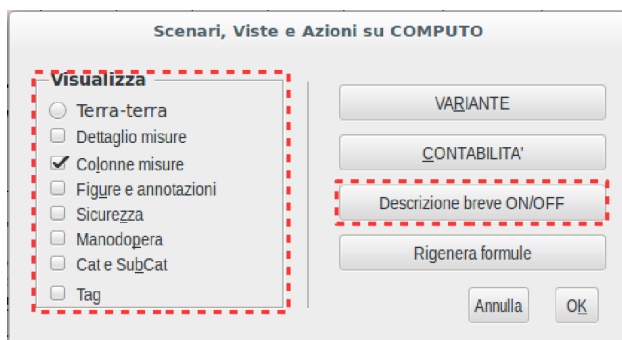 Scenari, Viste e Azioni su COMPUTO
Visualizza
Terra-terra
Dettaglio misure
Colonne misure
Figure e annotazioni
Sicurezza
Manodopera
Cat e SubCat
Tag
VARIANTE
CONTABILITA'
Descrizione breve ON/OFF
Rigenera formule
Annulla
OK